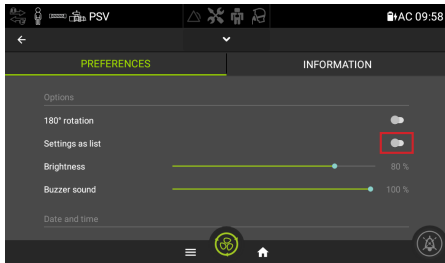 PSV
AC 09:58
PREFERENCES
INFORMATION
Options
180° rotation
Settings as list
Brightness 80 %
Buzzer sound 100 %
Date and time